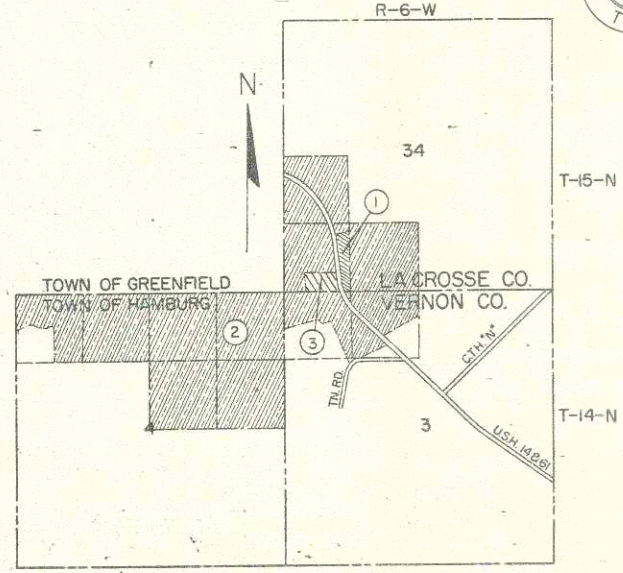 R-6-W
T
N
34
T-15-N
1
TOWN OF GREENFIELD
LA CROSSE CO.
TOWN OF HAMBURG
VERNON CO.
2
3
C.T.H. "N"
TN. RD.
4
3
T-14-N
U.S.H. 14&61